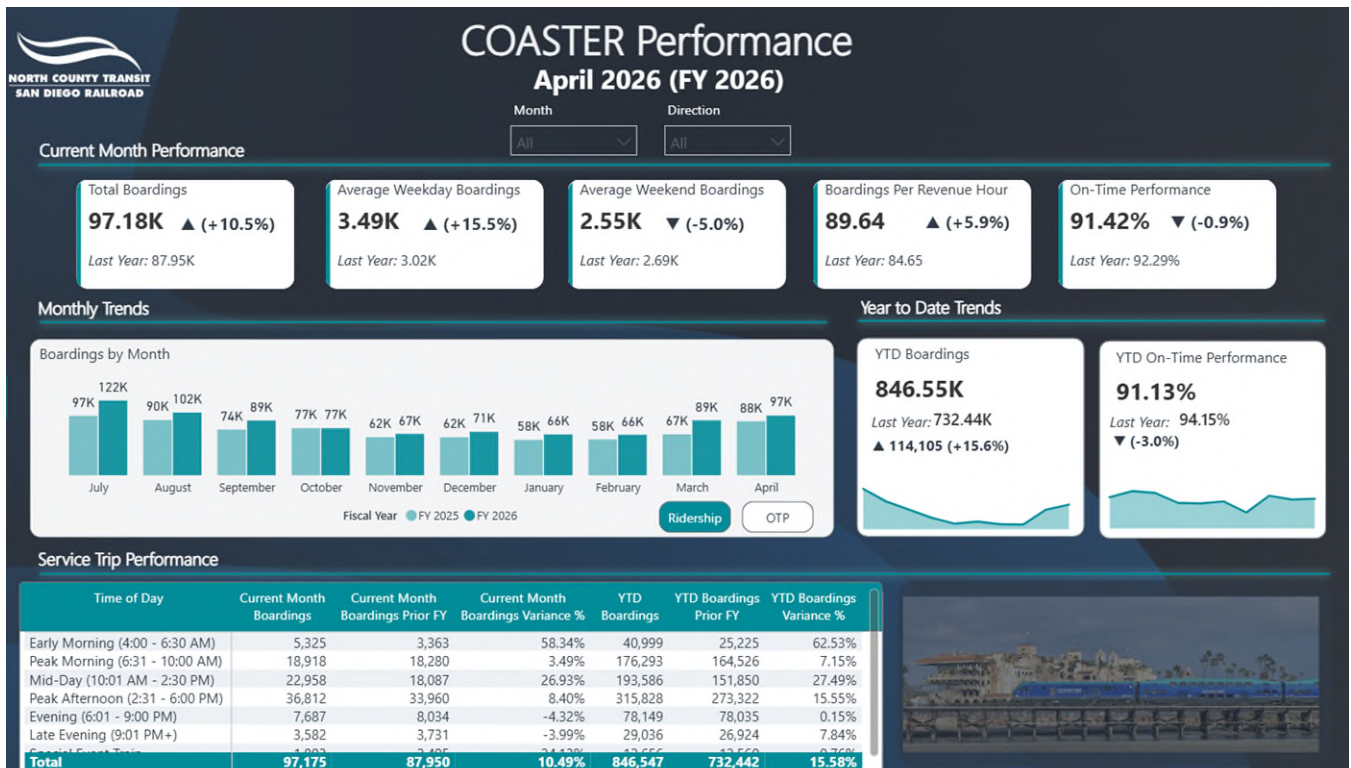 COASTER Performance
April 2026 (FY 2026)
NORTH COUNTY TRANSIT
SAN DIEGO RAILROAD
Month
Direction
All
All
Current Month Performance
Total Boardings
97.18K ▲ (+10.5%)
Last Year: 87.95K
Average Weekday Boardings
3.49K ▲ (+15.5%)
Last Year: 3.02K
Average Weekend Boardings
2.55K ▼ (-5.0%)
Last Year: 2.69K
Boardings Per Revenue Hour
89.64 ▲ (+5.9%)
Last Year: 84.65
On-Time Performance
91.42% ▼ (-0.9%)
Last Year: 92.29%
Monthly Trends
Boardings by Month
97K 122K 90K 102K 74K 89K 77K 77K 62K 67K 62K 71K 58K 66K 58K 66K 67K 89K 88K 97K
July August September October November December January February March April
Fiscal Year FY 2025 FY 2026
Ridership
OTP
Year to Date Trends
YTD Boardings
846.55K
Last Year: 732.44K
▲ 114,105 (+15.6%)
YTD On-Time Performance
91.13%
Last Year: 94.15%
▼ (-3.0%)
Service Trip Performance
Time of Day Current Month Boardings Current Month Boardings Prior FY Current Month Boardings Variance % YTD Boardings YTD Boardings Prior FY YTD Boardings Variance %
Early Morning (4:00 - 6:30 AM) 5,325 3,363 58.34% 40,999 25,225 62.53%
Peak Morning (6:31 - 10:00 AM) 18,918 18,280 3.49% 176,293 164,526 7.15%
Mid-Day (10:01 AM - 2:30 PM) 22,958 18,087 26.93% 193,586 151,850 27.49%
Peak Afternoon (2:31 - 6:00 PM) 36,812 33,960 8.40% 315,828 273,322 15.55%
Evening (6:01 - 9:00 PM) 7,687 8,034 -4.32% 78,149 78,035 0.15%
Late Evening (9:01 PM+) 3,582 3,731 -3.99% 29,036 26,924 7.84%
Special Event Train
Total 97,175 87,950 10.49% 846,547 732,442 15.58%